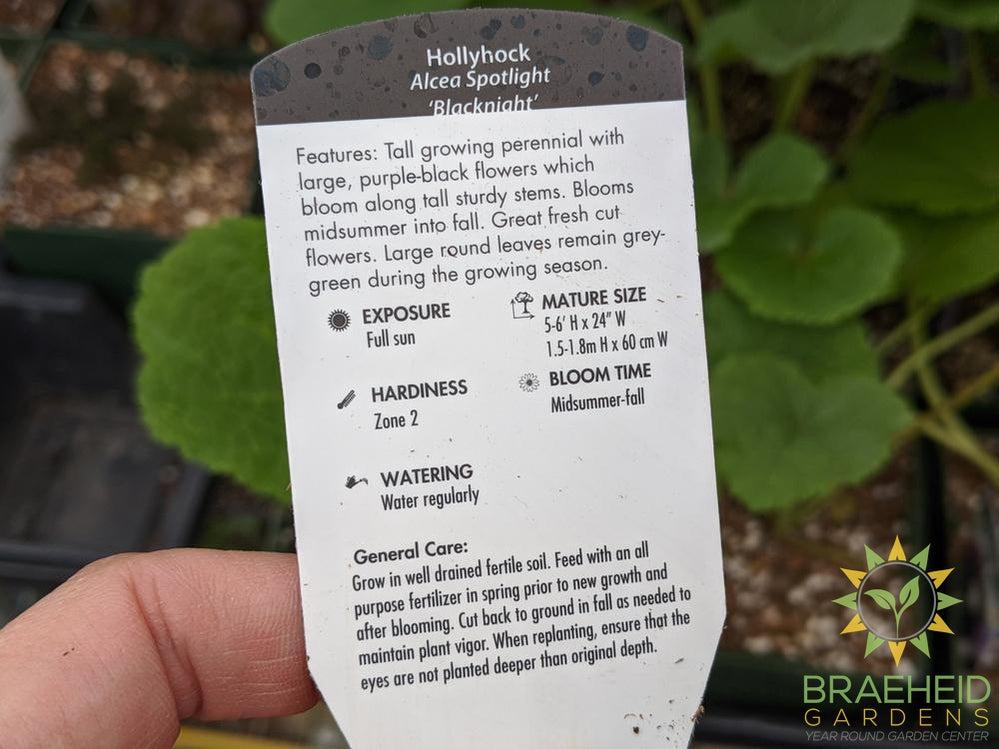 Hollyhock
Alcea Spotlight
'Blacknight'
Features: Tall growing perennial with
large, purple-black flowers which
bloom along tall sturdy stems. Blooms
midsummer into fall. Great fresh cut
flowers. Large round leaves remain grey-
green during the growing season.
EXPOSURE
Full sun
MATURE SIZE
5-6' H x 24" W
1.5-1.8m H x 60 cm W
HARDINESS
Zone 2
BLOOM TIME
Midsummer-fall
WATERING
Water regularly
General Care:
Grow in well drained fertile soil. Feed with an all
purpose fertilizer in spring prior to new growth and
after blooming. Cut back to ground in fall as needed to
maintain plant vigor. When replanting, ensure that the
eyes are not planted deeper than original depth.
BRAEHEID
GARDENS
YEAR ROUND GARDEN CENTER